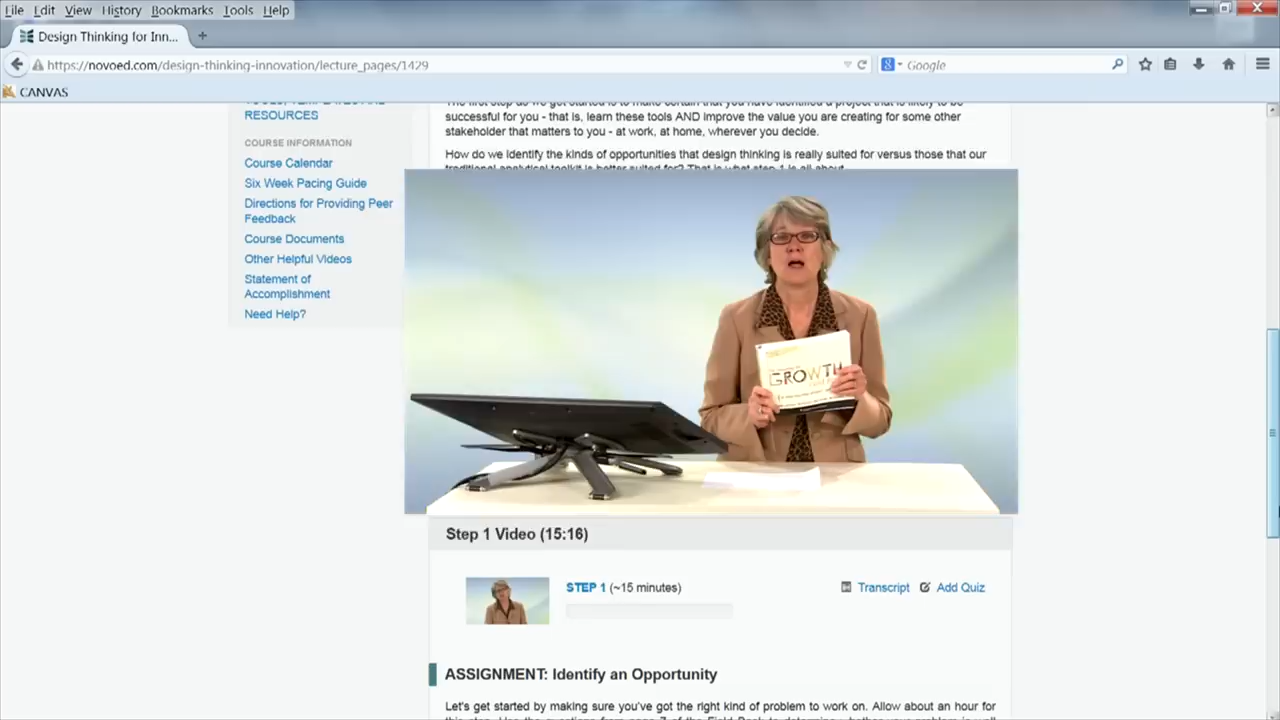 File Edit View History Bookmarks Tools Help
Design Thinking for Inn...
https://novoed.com/design-thinking-innovation/lecture_pages/1429
Google
CANVAS
RESOURCES
COURSE INFORMATION
Course Calendar
Six Week Pacing Guide
Directions for Providing Peer
Feedback
Course Documents
Other Helpful Videos
Statement of
Accomplishment
Need Help?
successful for you - that is, learn these tools AND improve the value you are creating for some other
stakeholder that matters to you - at work, at home, wherever you decide.
How do we identify the kinds of opportunities that design thinking is really suited for versus those that our
GROWTH
Step 1 Video (15:16)
STEP 1 (~15 minutes)
Transcript
Add Quiz
ASSIGNMENT: Identify an Opportunity
Let's get started by making sure you've got the right kind of problem to work on. Allow about an hour for